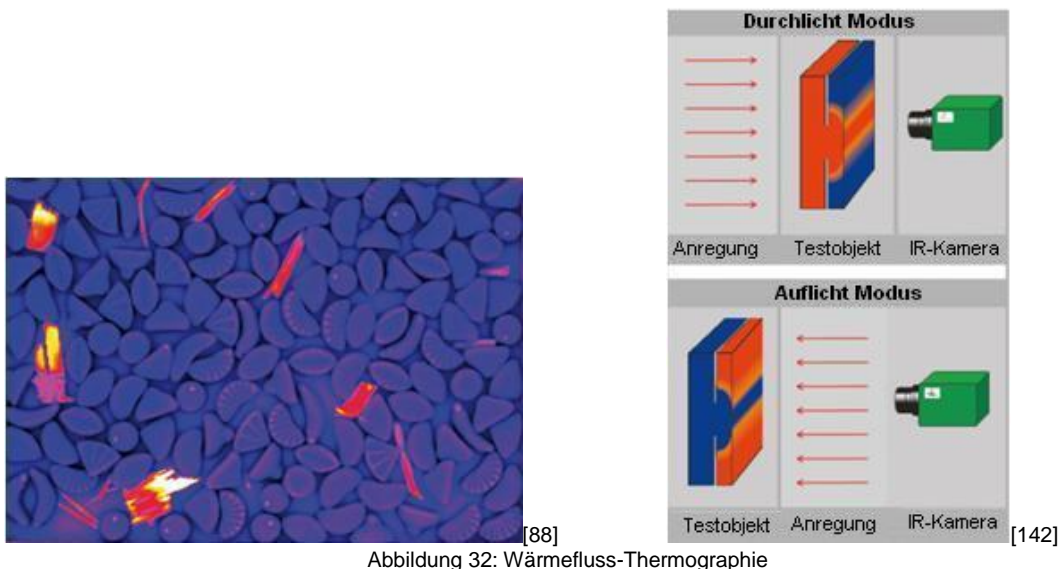 Durchlicht Modus
Anregung Testobjekt IR-Kamera
Auflicht Modus
Testobjekt Anregung IR-Kamera
[88] [142]
Abbildung 32: Wärmefluss-Thermographie